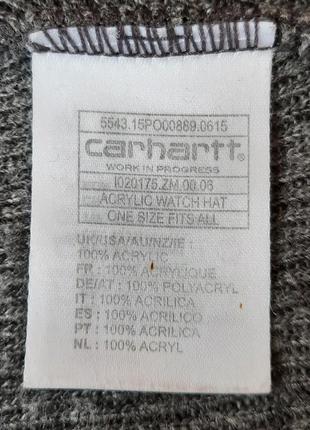 5543.15PO00889.0615
carhartt.
WORK IN PROGRESS
I020175.ZM.00.06
ACRYLIC WATCH HAT
ONE SIZE FITS ALL
UK/USA/AU/NZ/IE :
100% ACRYLIC
FR : 100% ACRYLIQUE
DE/AT : 100% POLYACRYL
IT : 100% ACRILICA
ES : 100% ACRILICO
PT : 100% ACRILICA
NL : 100% ACRYL